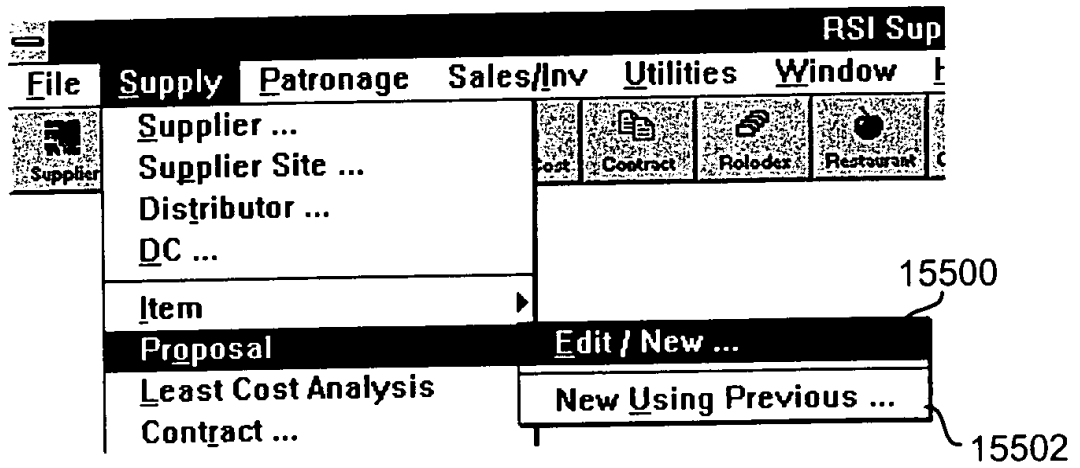 RSI Sup
File Supply Patronage Sales/Inv Utilities Window
Supplier Cost Contract Rolodex Restaurant
Supplier ...
Supplier Site ...
Distributor ...
DC ...
15500
Item
Proposal Edit / New ...
Least Cost Analysis New Using Previous ...
Contract ...
15502